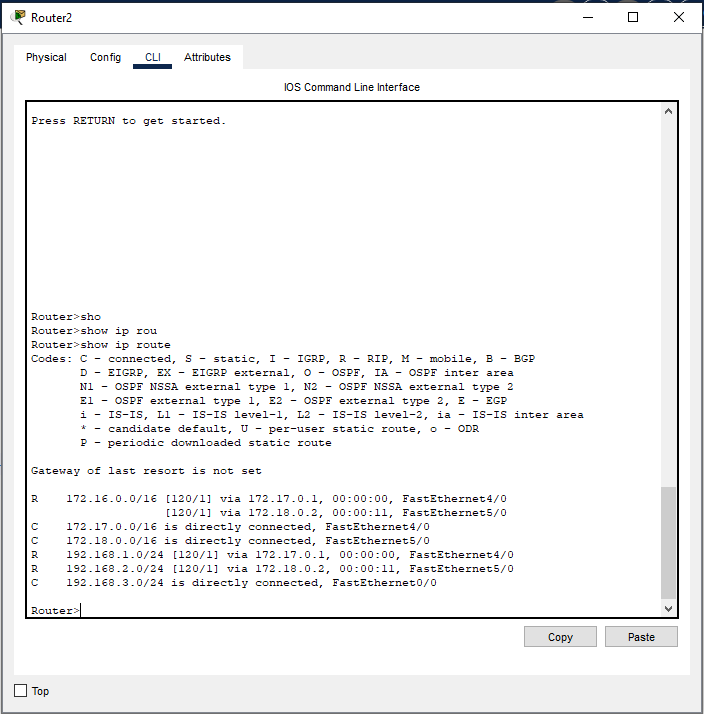 Router2
Physical Config CLI Attributes
IOS Command Line Interface
Press RETURN to get started.
Router>sho
Router>show ip rou
Router>show ip route
Codes: C - connected, S - static, I - IGRP, R - RIP, M - mobile, B - BGP
       D - EIGRP, EX - EIGRP external, O - OSPF, IA - OSPF inter area
       N1 - OSPF NSSA external type 1, N2 - OSPF NSSA external type 2
       E1 - OSPF external type 1, E2 - OSPF external type 2, E - EGP
       i - IS-IS, L1 - IS-IS level-1, L2 - IS-IS level-2, ia - IS-IS inter area
       * - candidate default, U - per-user static route, o - ODR
       P - periodic downloaded static route
Gateway of last resort is not set
R    172.16.0.0/16 [120/1] via 172.17.0.1, 00:00:00, FastEthernet4/0
                   [120/1] via 172.18.0.2, 00:00:11, FastEthernet5/0
C    172.17.0.0/16 is directly connected, FastEthernet4/0
C    172.18.0.0/16 is directly connected, FastEthernet5/0
R    192.168.1.0/24 [120/1] via 172.17.0.1, 00:00:00, FastEthernet4/0
R    192.168.2.0/24 [120/1] via 172.18.0.2, 00:00:11, FastEthernet5/0
C    192.168.3.0/24 is directly connected, FastEthernet0/0
Router>
Copy Paste
Top